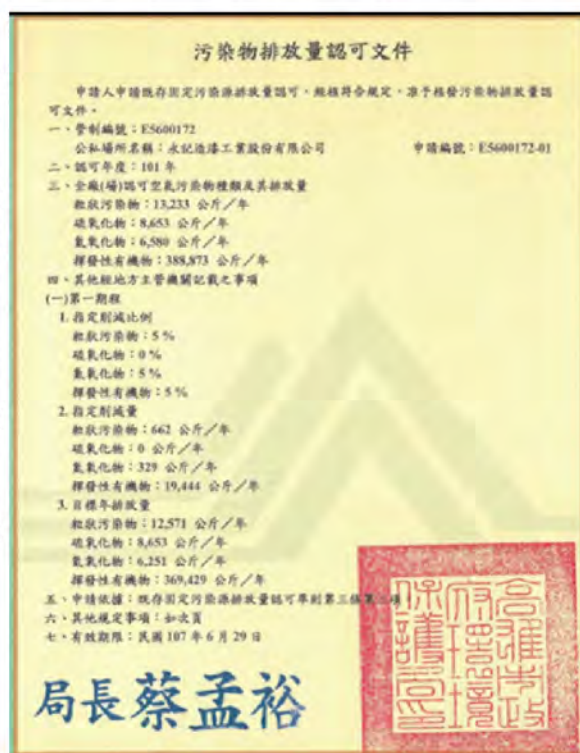 污染物排放量認可文件
申請人申請既存固定污染源排放量認可，經核符合規定，准予核發污染物排放量認
可文件。
一、管制編號：E5600172
公私場所名稱：永記造漆工業股份有限公司 申請編號：E5600172-01
二、認可年度：101 年
三、全廠(場)認可空氣污染物種類及其排放量
粒狀污染物：13,233 公斤／年
硫氧化物：8,653 公斤／年
氮氧化物：6,580 公斤／年
揮發性有機物：388,873 公斤／年
四、其他經地方主管機關記載之事項
(一)第一期程
1. 指定削減比例
粒狀污染物：5 %
硫氧化物：0 %
氮氧化物：5 %
揮發性有機物：5 %
2. 指定削減量
粒狀污染物：662 公斤／年
硫氧化物：0 公斤／年
氮氧化物：329 公斤／年
揮發性有機物：19,444 公斤／年
3. 目標年排放量
粒狀污染物：12,571 公斤／年
硫氧化物：8,653 公斤／年
氮氧化物：6,251 公斤／年
揮發性有機物：369,429 公斤／年
五、申請依據：既存固定污染源排放量認可準則第三條第二項
六、其他規定事項：如次頁
七、有效期限：民國 107 年 6 月 29 日
局長蔡孟裕
高雄市政
府環境
保護局印